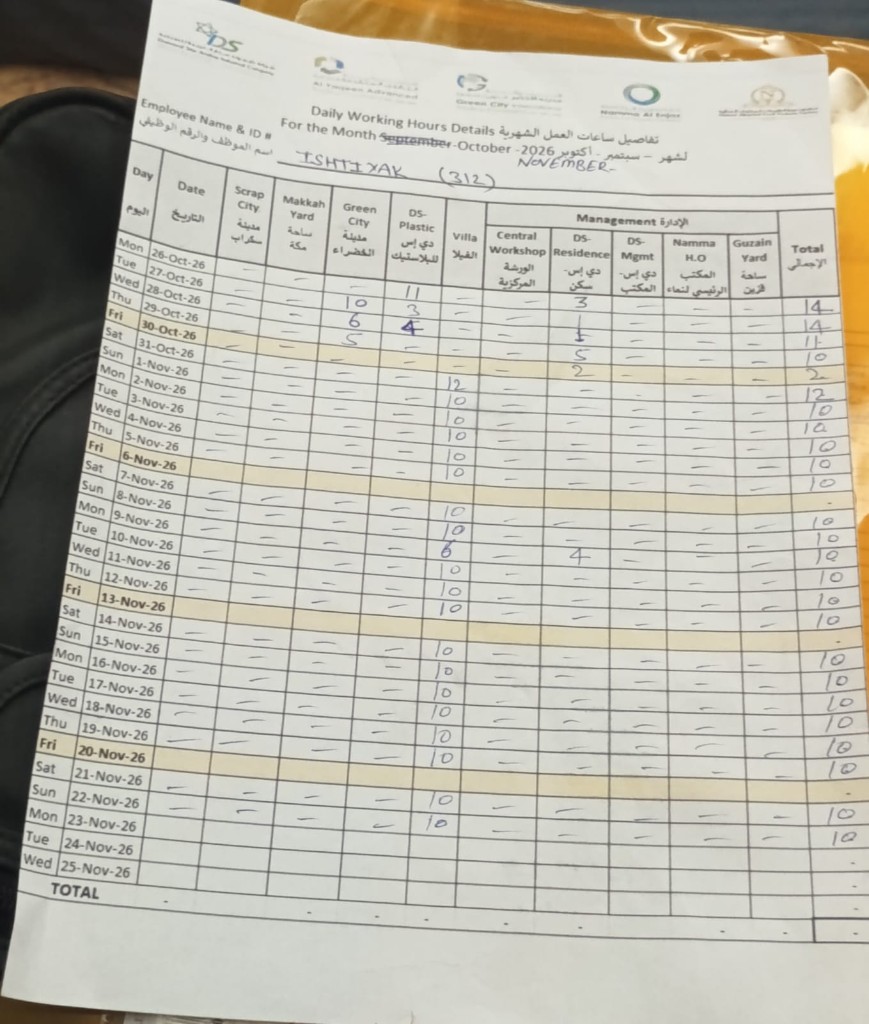 DS
Green City
Namma Al Enjaz
Daily Working Hours Details تفاصيل ساعات العمل الشهرية
For the Month September-October -2026 لشهر – سبتمبر - أكتوبر
NOVEMBER-
Employee Name & ID # ISHTIYAK (312)
اسم الموظف والرقم الوظيفي
Management الإدارة
Day Date Scrap City Makkah Yard Green City DS-Plastic Villa Central Workshop DS-Residence DS-Mgmt Namma H.O Guzain Yard Total
اليوم التاريخ مدينة سكراب ساحة مكة مدينة الخضراء دي إس للبلاستيك الفيلا الورشة المركزية دي إس- سكن دي إس- المكتب المكتب الرئيسي لنماء ساحة قزين الإجمالي
Mon 26-Oct-26 – – – 11 – – 3 – – – 14
Tue 27-Oct-26 – – 10 3 – – 1 – – – 14
Wed 28-Oct-26 – – 6 4 – – 1 – – – 11
Thu 29-Oct-26 – – 5 – – – 5 – – – 10
Fri 30-Oct-26 – – – – – – 2 – – – 2
Sat 31-Oct-26 – – – – 12 – – – – – 12
Sun 1-Nov-26 – – – – 10 – – – – – 10
Mon 2-Nov-26 – – – – 10 – – – – – 10
Tue 3-Nov-26 – – – – 10 – – – – – 10
Wed 4-Nov-26 – – – – 10 – – – – – 10
Thu 5-Nov-26 – – – – 10 – – – – – 10
Fri 6-Nov-26 -
Sat 7-Nov-26 – – – – 10 – – – – – 10
Sun 8-Nov-26 – – – – 10 – – – – – 10
Mon 9-Nov-26 – – – – 6 – 4 – – – 10
Tue 10-Nov-26 – – – – 10 – – – – – 10
Wed 11-Nov-26 – – – – 10 – – – – – 10
Thu 12-Nov-26 – – – – 10 – – – – – 10
Fri 13-Nov-26 -
Sat 14-Nov-26 – – – – 10 – – – – – 10
Sun 15-Nov-26 – – – – 10 – – – – – 10
Mon 16-Nov-26 – – – – 10 – – – – – 10
Tue 17-Nov-26 – – – – 10 – – – – – 10
Wed 18-Nov-26 – – – – 10 – – – – – 10
Thu 19-Nov-26 – – – – 10 – – – – – 10
Fri 20-Nov-26 -
Sat 21-Nov-26 – – – – 10 – – – – – 10
Sun 22-Nov-26 – – – – 10 – – – – – 10
Mon 23-Nov-26 -
Tue 24-Nov-26 -
Wed 25-Nov-26 -
TOTAL - - - - - - - - - - -